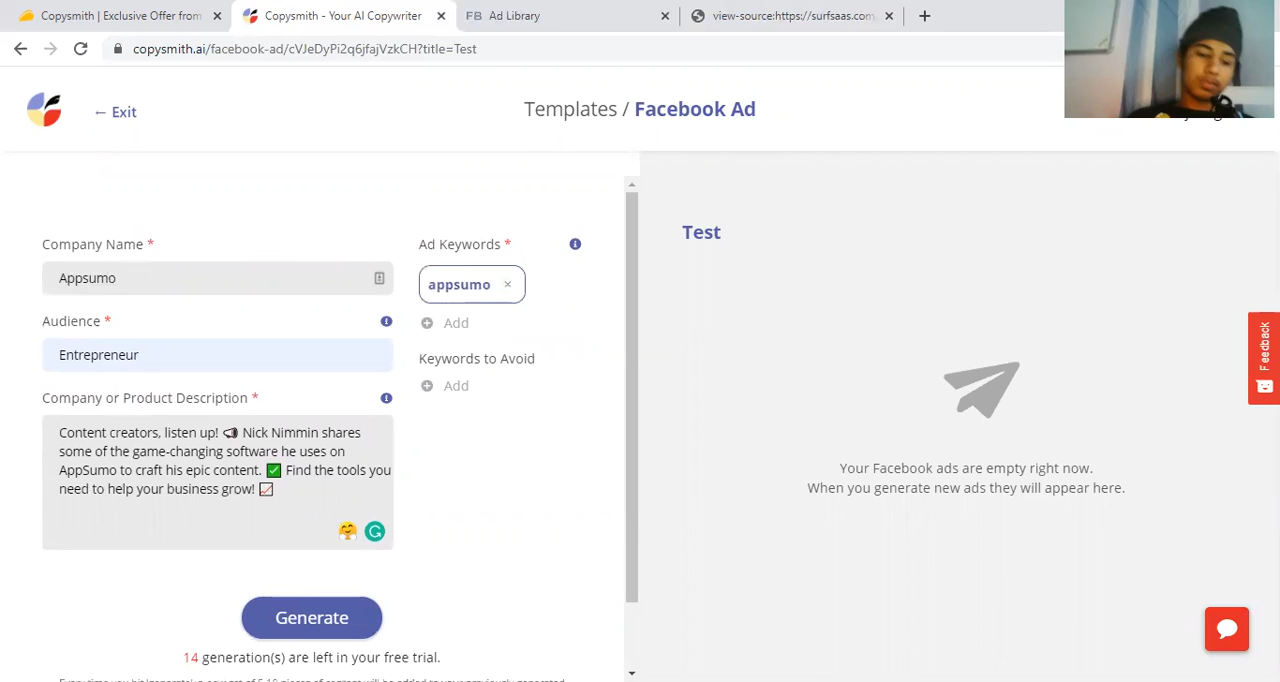 Copysmith | Exclusive Offer from
Copysmith - Your AI Copywriter
FB Ad Library
view-source:https://surfsaas.com
copysmith.ai/facebook-ad/cVJeDyPi2q6jfajVzkCH?title=Test
← Exit
Templates / Facebook Ad
Company Name *
Appsumo
Audience *
Entrepreneur
Company or Product Description *
Content creators, listen up! 📣 Nick Nimmin shares
some of the game-changing software he uses on
AppSumo to craft his epic content. ✅ Find the tools you
need to help your business grow! 📈
Ad Keywords *
appsumo ×
Add
Keywords to Avoid
Add
Generate
14 generation(s) are left in your free trial.
Test
Your Facebook ads are empty right now.
When you generate new ads they will appear here.
Feedback